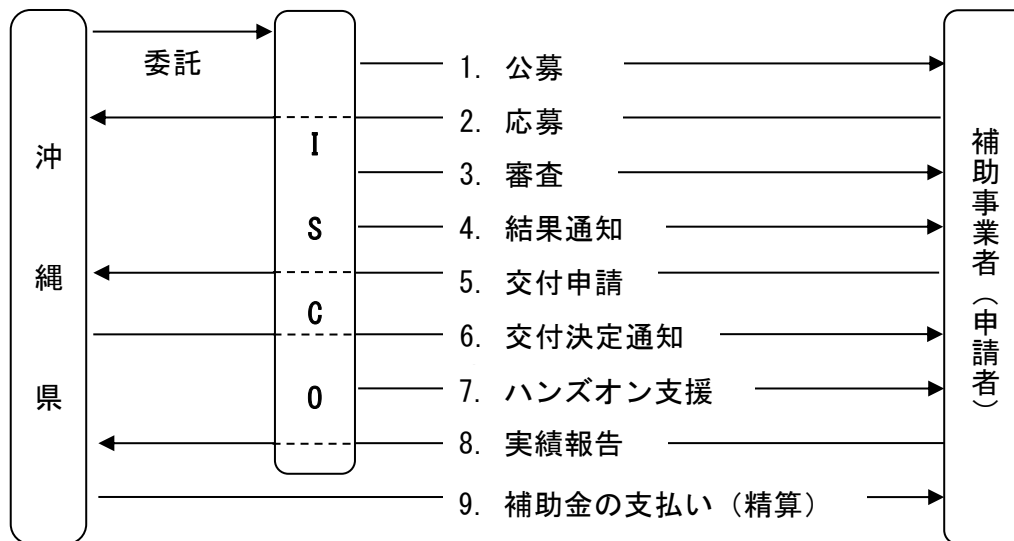 沖縄県
委託
ISCO
1. 公募
2. 応募
3. 審査
4. 結果通知
5. 交付申請
6. 交付決定通知
7. ハンズオン支援
8. 実績報告
9. 補助金の支払い（精算）
補助事業者（申請者）